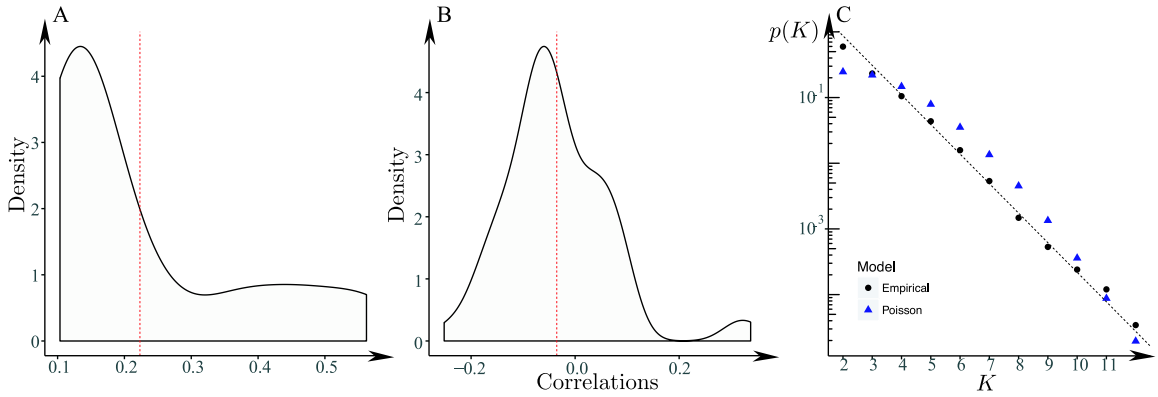 A
Density
4
3
2
1
0
0.1
0.2
0.3
0.4
0.5
B
Density
4
3
2
1
0
−0.2
0.0
0.2
Correlations
C
p(K)
10-1
10-3
Model
Empirical
Poisson
2
3
4
5
6
7
8
9
10
11
K